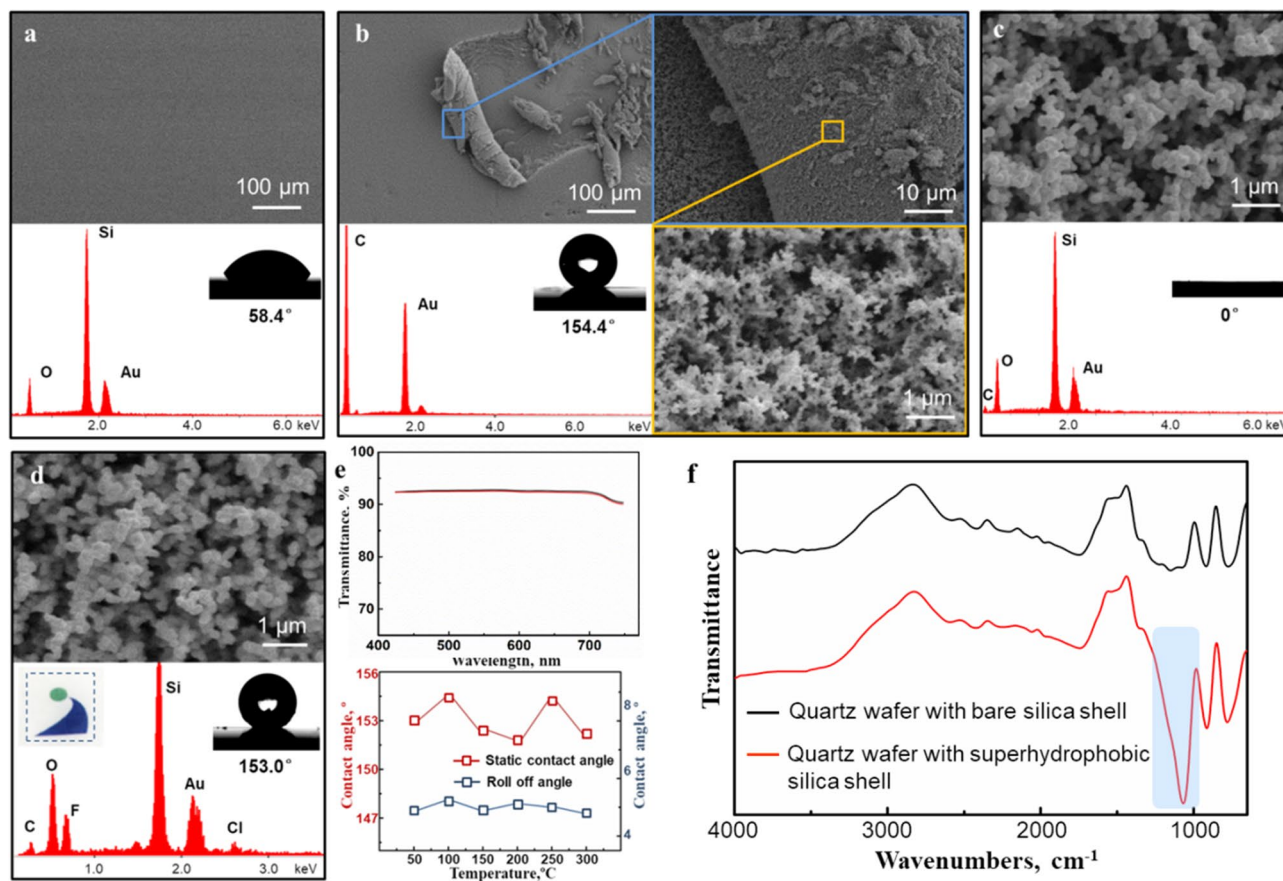 a
100 µm
Si
58.4°
O
Au
2.0
4.0
6.0 keV
b
100 µm
10 µm
C
Au
154.4°
2.0
4.0
keV
1 µm
c
1 µm
Si
0°
O
Au
C
2.0
4.0
6.0 keV
d
1 µm
Si
153.0°
O
Au
F
C
Cl
1.0
2.0
3.0
keV
e
100
90
80
70
Transmittance. %
400
500
600
700
Wavelength, nm
156
153
150
147
Contact angle,°
8
6
4
Contact angle,°
Static contact angle
Roll off angle
50 100 150 200 250 300
Temperature,°C
f
Transmittance
Quartz wafer with bare silica shell
Quartz wafer with superhydrophobic
silica shell
4000
3000
2000
1000
Wavenumbers, cm⁻¹